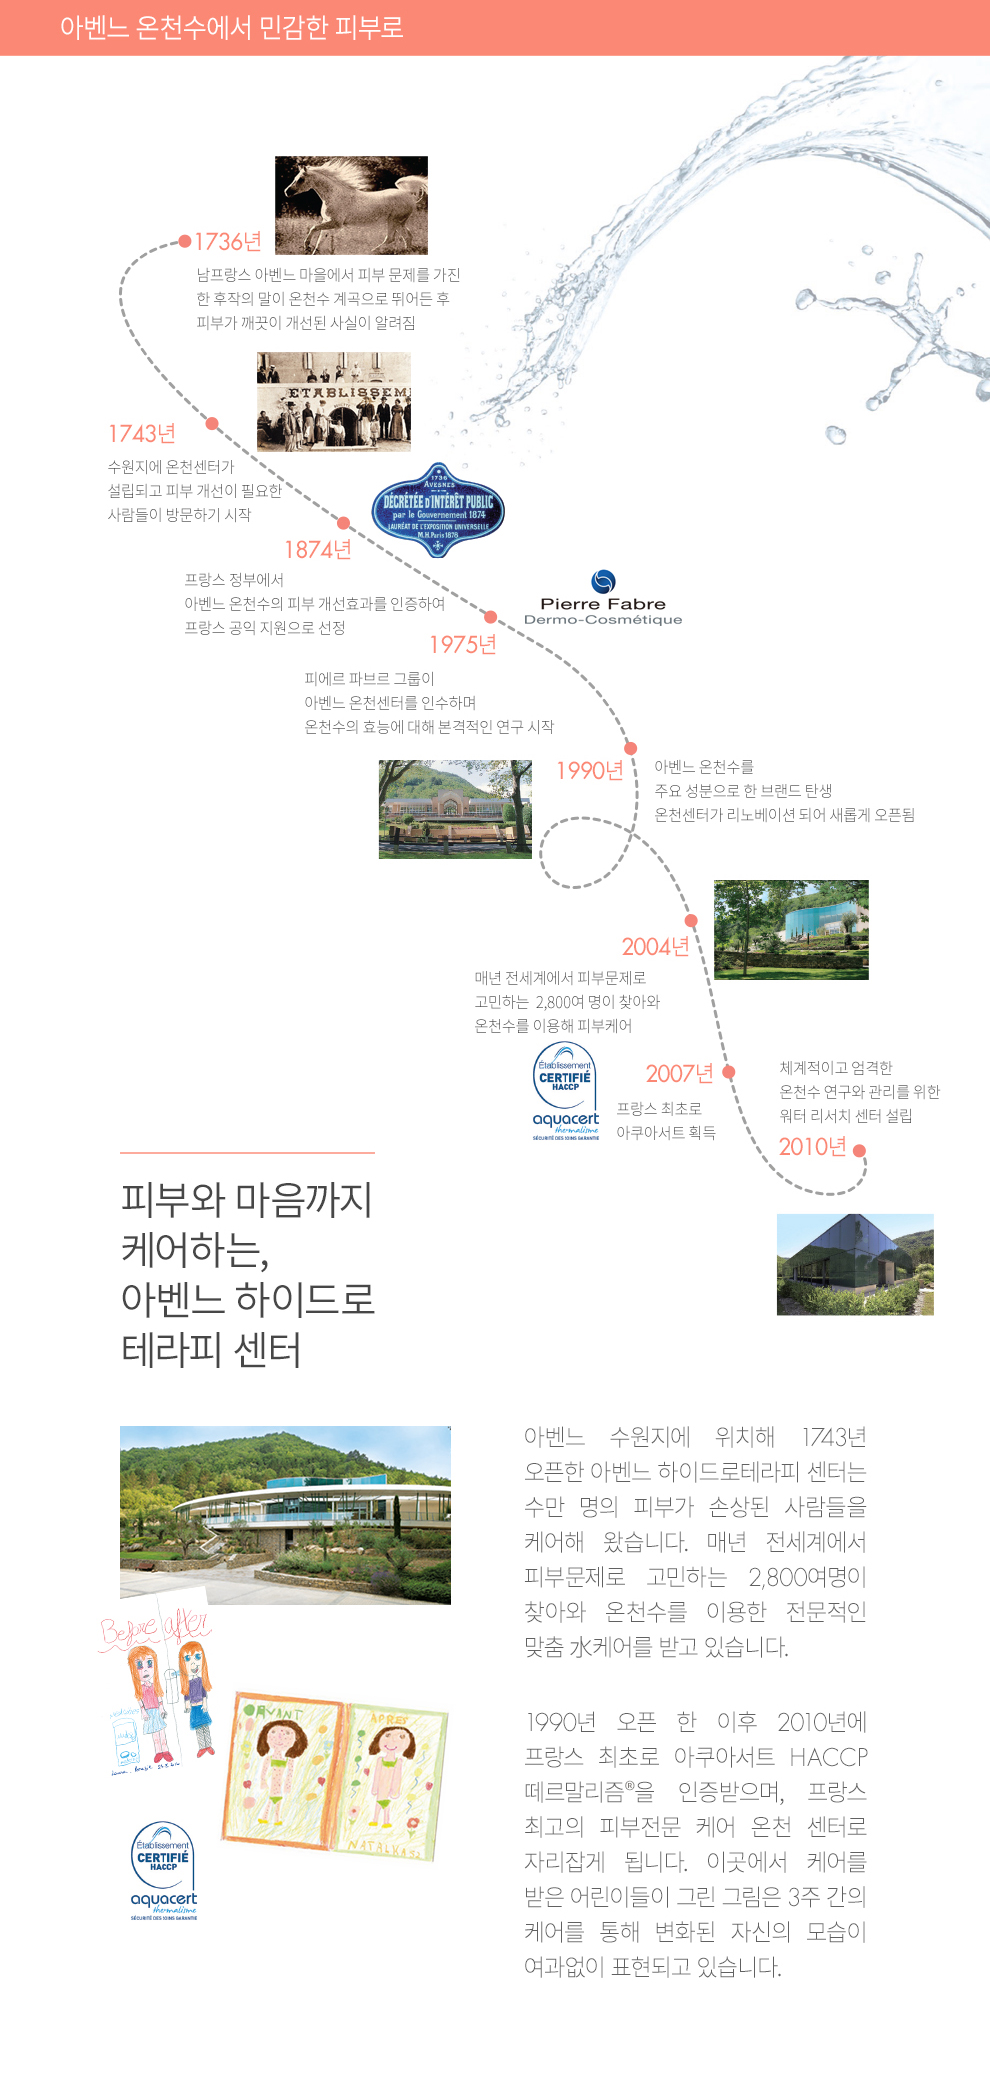 아벤느 온천수에서 민감한 피부로
1736년
남프랑스 아벤느 마을에서 피부 문제를 가진
한 후작의 말이 온천수 계곡으로 뛰어든 후
피부가 깨끗이 개선된 사실이 알려짐
ETABLISSEM
1743년
수원지에 온천센터가
설립되고 피부 개선이 필요한
사람들이 방문하기 시작
1736
AVESNES
DÉCRÉTÉE D'INTÉRÊT PUBLIC
par le Gouvernement 1874
LAURÉAT DE L'EXPOSITION UNIVERSELLE
M.H. Paris 1878
1874년
프랑스 정부에서
아벤느 온천수의 피부 개선효과를 인증하여
프랑스 공익 지원으로 선정
Pierre Fabre
Dermo-Cosmétique
1975년
피에르 파브르 그룹이
아벤느 온천센터를 인수하며
온천수의 효능에 대해 본격적인 연구 시작
1990년
아벤느 온천수를
주요 성분으로 한 브랜드 탄생
온천센터가 리노베이션 되어 새롭게 오픈됨
2004년
매년 전세계에서 피부문제로
고민하는 2,800여 명이 찾아와
온천수를 이용해 피부케어
Établissement
CERTIFIÉ
HACCP
aquacert
thermalisme
SÉCURITÉ DES SOINS GARANTIE
2007년
프랑스 최초로
아쿠아서트 획득
체계적이고 엄격한
온천수 연구와 관리를 위한
워터 리서치 센터 설립
2010년
피부와 마음까지
케어하는,
아벤느 하이드로
테라피 센터
아벤느 수원지에 위치해 1743년
오픈한 아벤느 하이드로테라피 센터는
수만 명의 피부가 손상된 사람들을
케어해 왔습니다. 매년 전세계에서
피부문제로 고민하는 2,800여명이
찾아와 온천수를 이용한 전문적인
맞춤 水케어를 받고 있습니다.
1990년 오픈 한 이후 2010년에
프랑스 최초로 아쿠아서트 HACCP
떼르말리즘®을 인증받으며, 프랑스
최고의 피부전문 케어 온천 센터로
자리잡게 됩니다. 이곳에서 케어를
받은 어린이들이 그린 그림은 3주 간의
케어를 통해 변화된 자신의 모습이
여과없이 표현되고 있습니다.
Before after
AVANT
APRES
Établissement
CERTIFIÉ
HACCP
aquacert
thermalisme
SÉCURITÉ DES SOINS GARANTIE